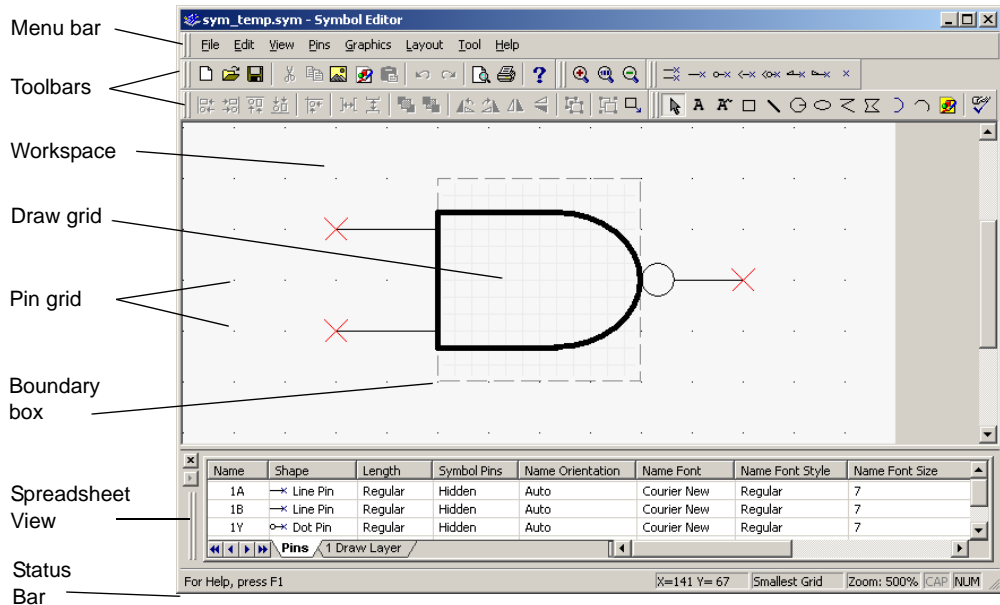 sym_temp.sym - Symbol Editor
Menu bar
File Edit View Pins Graphics Layout Tool Help
Toolbars
Workspace
Draw grid
Pin grid
Boundary
box
Spreadsheet
View
Name Shape Length Symbol Pins Name Orientation Name Font Name Font Style Name Font Size
1A Line Pin Regular Hidden Auto Courier New Regular 7
1B Line Pin Regular Hidden Auto Courier New Regular 7
1Y Dot Pin Regular Hidden Auto Courier New Regular 7
Pins 1 Draw Layer
Status
Bar
For Help, press F1 X=141 Y= 67 Smallest Grid Zoom: 500% CAP NUM